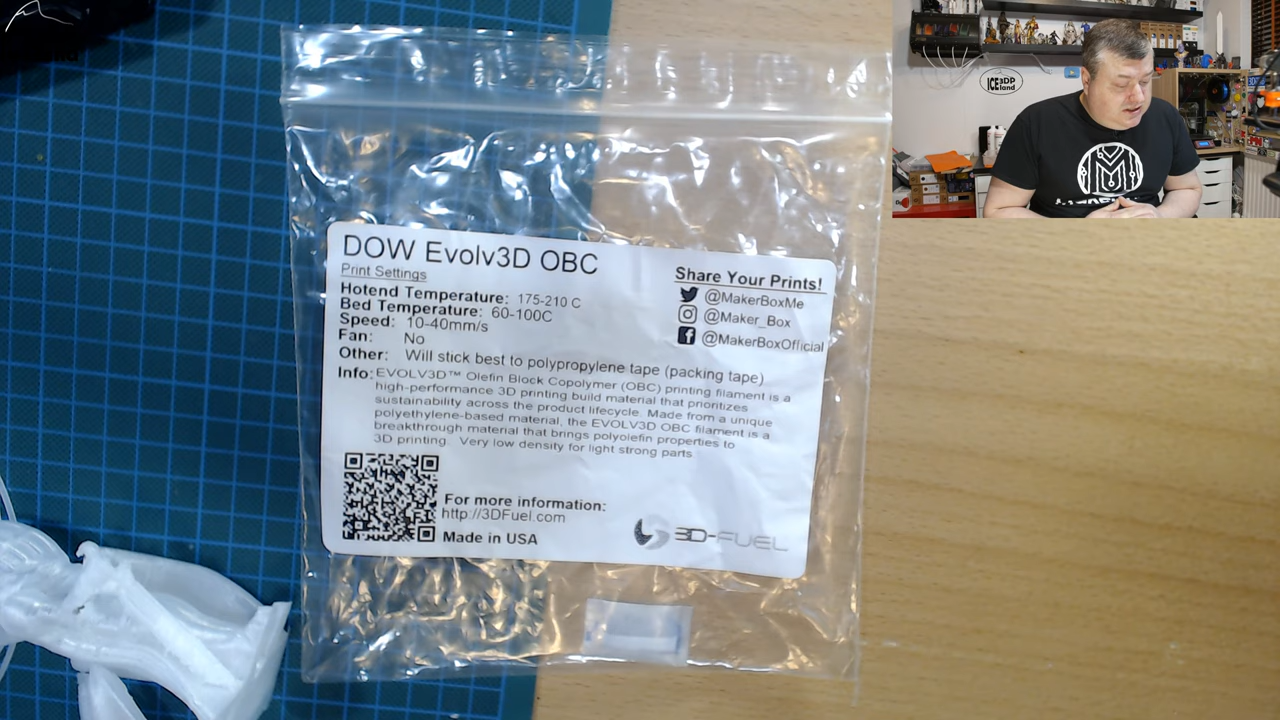 DOW Evolv3D OBC
Print Settings
Hotend Temperature: 175-210 C
Bed Temperature: 60-100C
Speed: 10-40mm/s
Fan: No
Other: Will stick best to polypropylene tape (packing tape)
Info: EVOLV3D™ Olefin Block Copolymer (OBC) printing filament is a
high-performance 3D printing build material that prioritizes
sustainability across the product lifecycle. Made from a unique
polyethylene-based material, the EVOLV3D OBC filament is a
breakthrough material that brings polyolefin properties to
3D printing. Very low density for light strong parts
Share Your Prints!
@MakerBoxMe
@Maker_Box
@MakerBoxOfficial
For more information:
http://3DFuel.com
Made in USA
3D-FUEL
ICE3DP
land